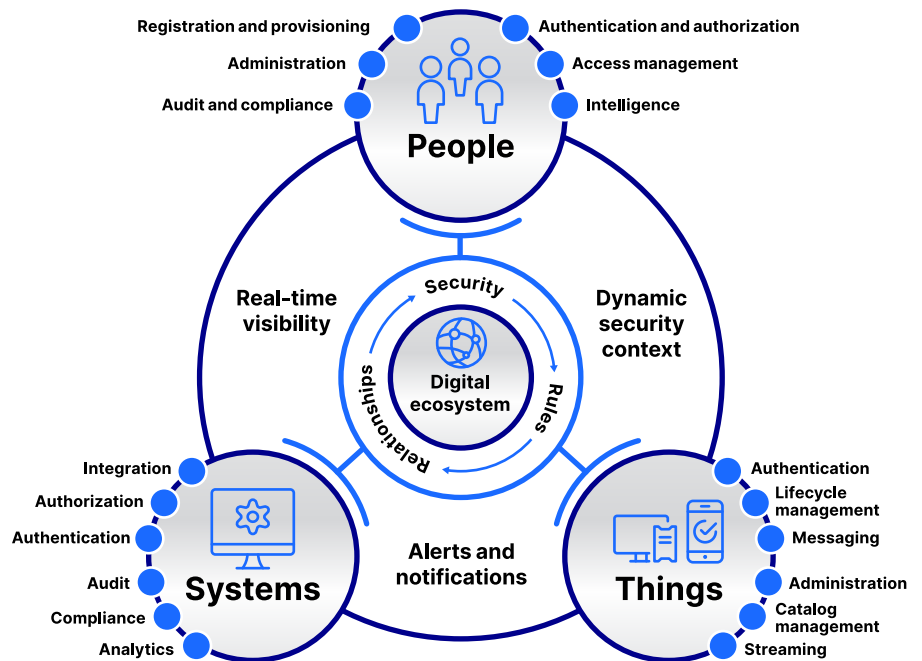 Registration and provisioning
Administration
Audit and compliance
Authentication and authorization
Access management
Intelligence
People
Real-time
visibility
Dynamic
security
context
Security
Rules
Relationships
Digital
ecosystem
Integration
Authorization
Authentication
Audit
Compliance
Analytics
Systems
Alerts and
notifications
Things
Authentication
Lifecycle
management
Messaging
Administration
Catalog
management
Streaming